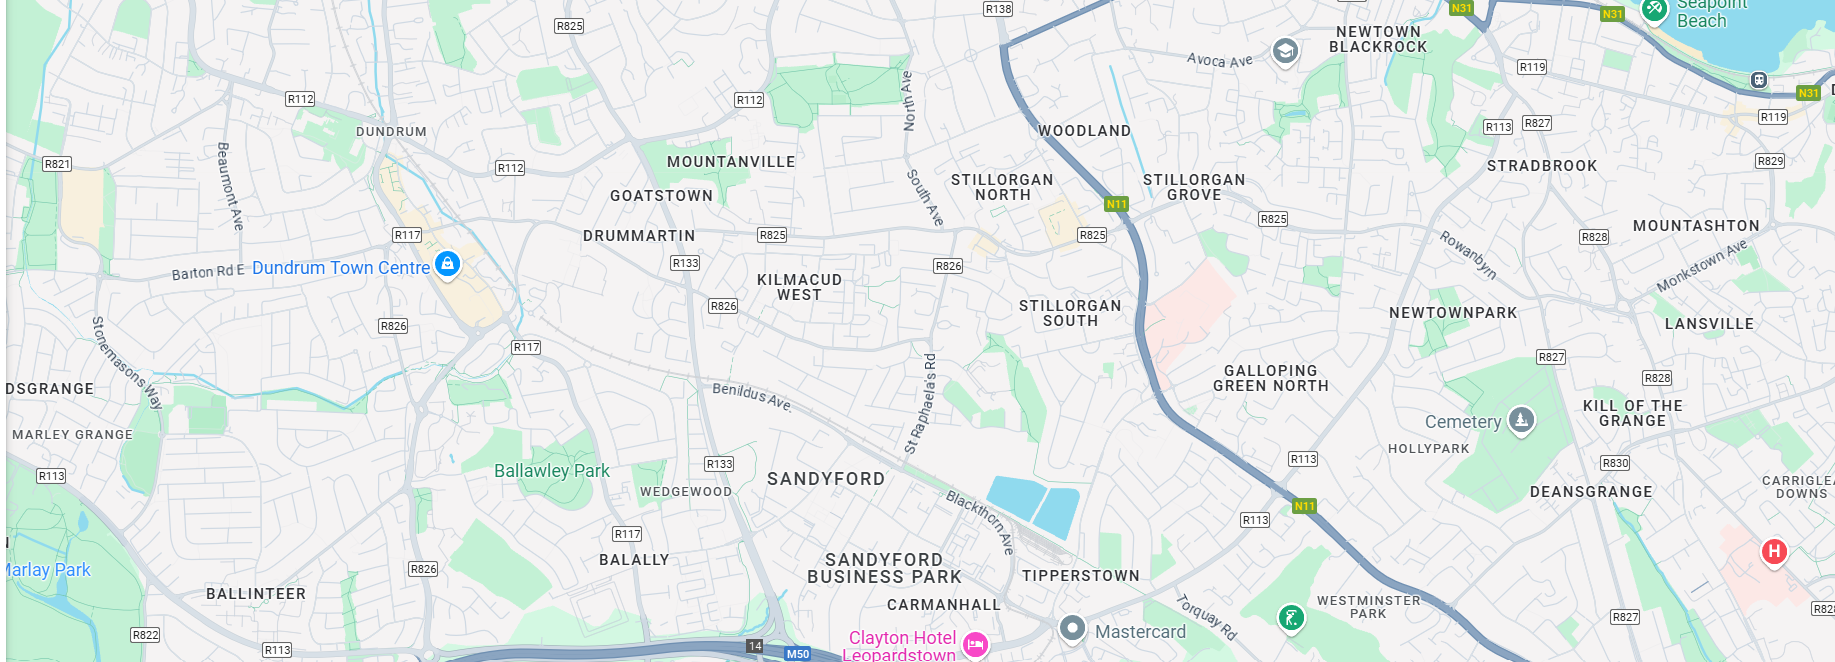 R138
N31
N31
Seapoint
Beach
R825
NEWTOWN
BLACKROCK
Avoca Ave
R119
N31
R112
R112
North Ave
R119
DUNDRUM
WOODLAND
R113
R827
R821
R112
MOUNTANVILLE
R829
STRADBROOK
Beaumont Ave
GOATSTOWN
South Ave
STILLORGAN
NORTH
STILLORGAN
GROVE
N11
R825
R117
DRUMMARTIN
R825
R825
R828
MOUNTASHTON
Barton Rd E
Dundrum Town Centre
R133
R826
Rowanbyrn
Monkstown Ave
KILMACUD
WEST
R826
STILLORGAN
SOUTH
NEWTOWNPARK
LANSVILLE
R826
Stonemasons Way
R117
St Raphaela's Rd
R827
GALLOPING
GREEN NORTH
R828
DSGRANGE
Benildus Ave.
KILL OF THE
GRANGE
Cemetery
MARLEY GRANGE
HOLLYPARK
R113
R133
R113
R830
Ballawley Park
SANDYFORD
WEDGEWOOD
DEANSGRANGE
CARRIGLEA
DOWNS
Blackthorn Ave
N11
R113
R117
H
BALALLY
SANDYFORD
BUSINESS PARK
Marlay Park
R826
TIPPERSTOWN
BALLINTEER
CARMANHALL
Torquay Rd
WESTMINSTER
PARK
R827
R828
R822
Mastercard
R113
14
M50
Clayton Hotel
Leopardstown